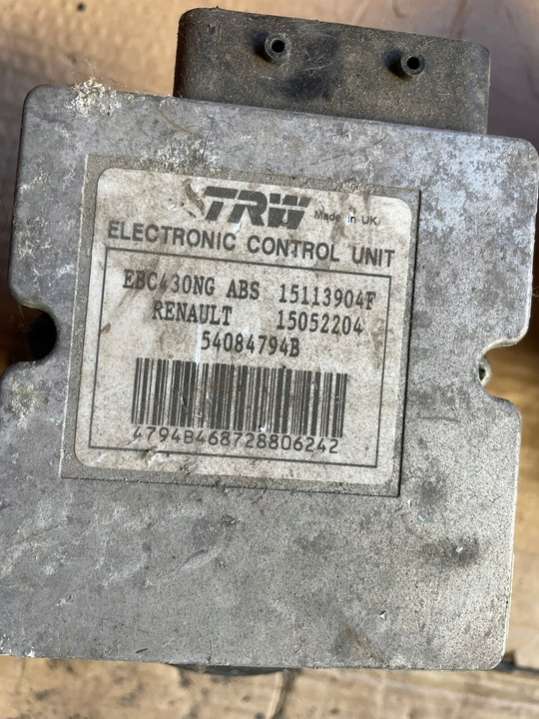 TRW Made in UK
ELECTRONIC CONTROL UNIT
EBC430NG ABS 15113904F
RENAULT 15052204
54084794B
4794B468728806242